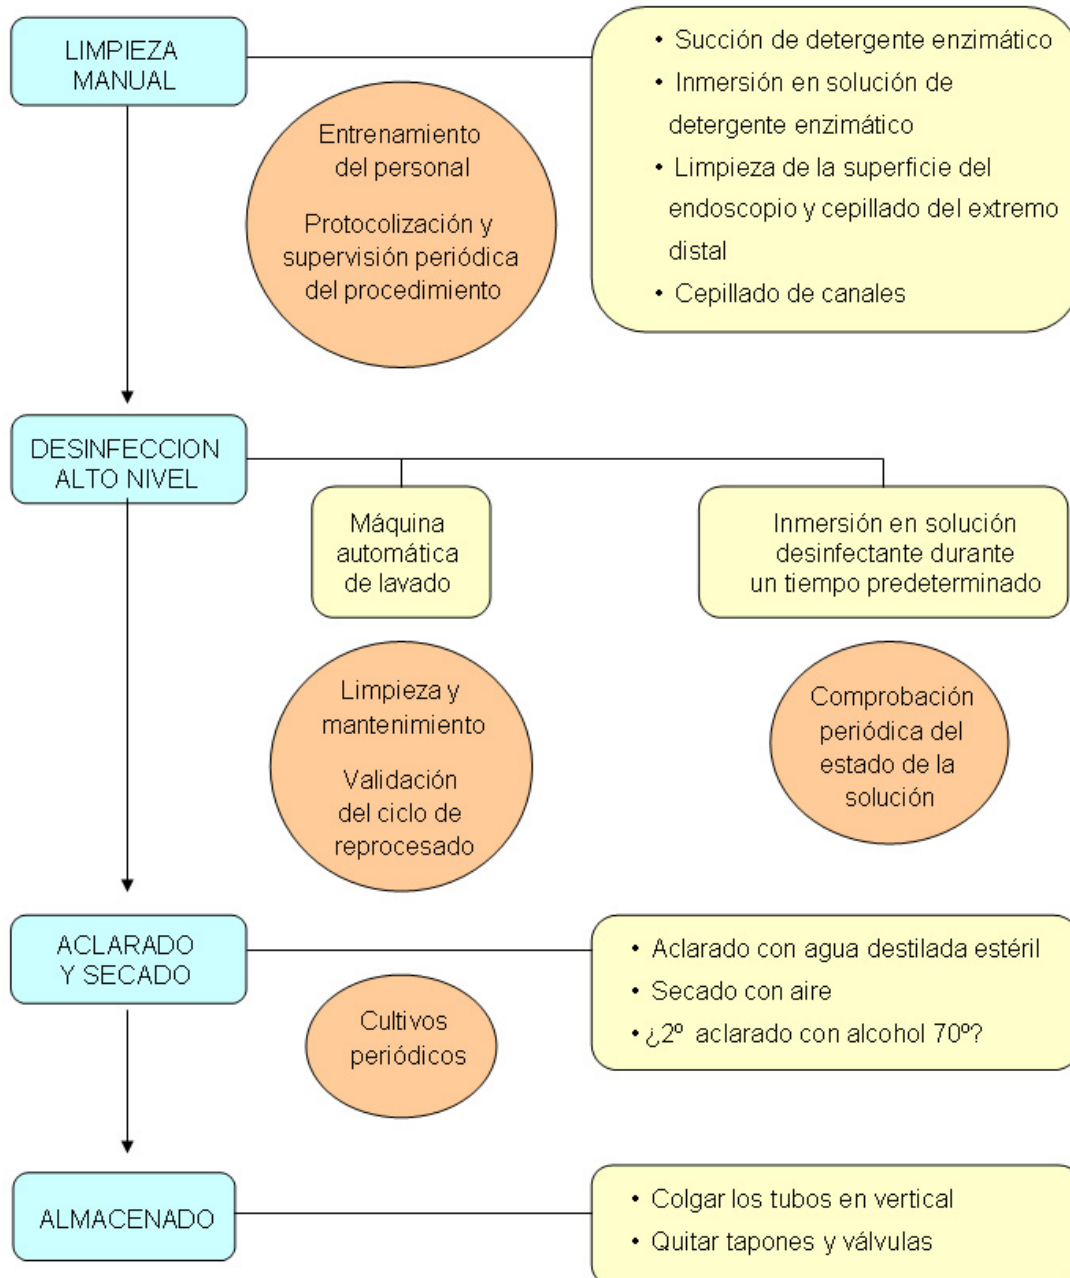 LIMPIEZA
MANUAL
• Succión de detergente enzimático
• Inmersión en solución de
detergente enzimático
• Limpieza de la superficie del
endoscopio y cepillado del extremo
distal
• Cepillado de canales
Entrenamiento
del personal
Protocolización y
supervisión periódica
del procedimiento
DESINFECCION
ALTO NIVEL
Máquina
automática
de lavado
Inmersión en solución
desinfectante durante
un tiempo predeterminado
Limpieza y
mantenimiento
Validación
del ciclo de
reprocesado
Comprobación
periódica del
estado de la
solución
ACLARADO
Y SECADO
• Aclarado con agua destilada estéril
• Secado con aire
• ¿2º aclarado con alcohol 70º?
Cultivos
periódicos
ALMACENADO
• Colgar los tubos en vertical
• Quitar tapones y válvulas